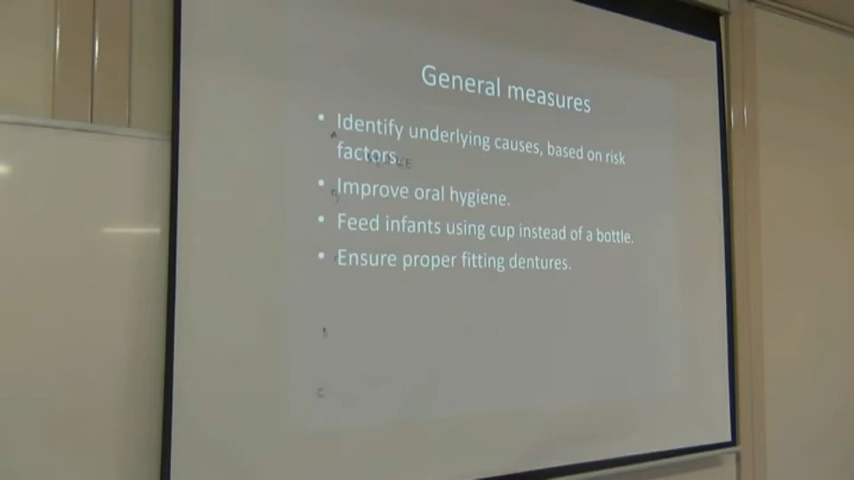 General measures
• Identify underlying causes, based on risk
factors.
• Improve oral hygiene.
• Feed infants using cup instead of a bottle.
• Ensure proper fitting dentures.